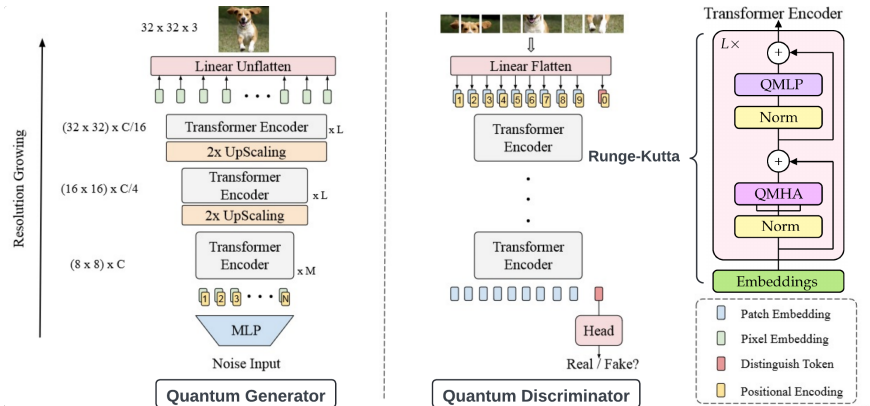 Transformer Encoder
32 x 32 x 3
L×
Linear Unflatten
Linear Flatten
QMLP
1 2 3 4 5 6 7 8 9 0
Norm
(32 x 32) x C/16
Transformer Encoder
x L
Transformer
Encoder
2x UpScaling
Runge-Kutta
(16 x 16) x C/4
Transformer
Encoder
x L
QMHA
2x UpScaling
Norm
Resolution Growing
(8 x 8) x C
Transformer
Encoder
x M
Transformer
Encoder
Embeddings
1 2 3 N
Patch Embedding
MLP
Head
Pixel Embedding
Noise Input
Real / Fake?
Distinguish Token
Quantum Generator
Quantum Discriminator
Positional Encoding